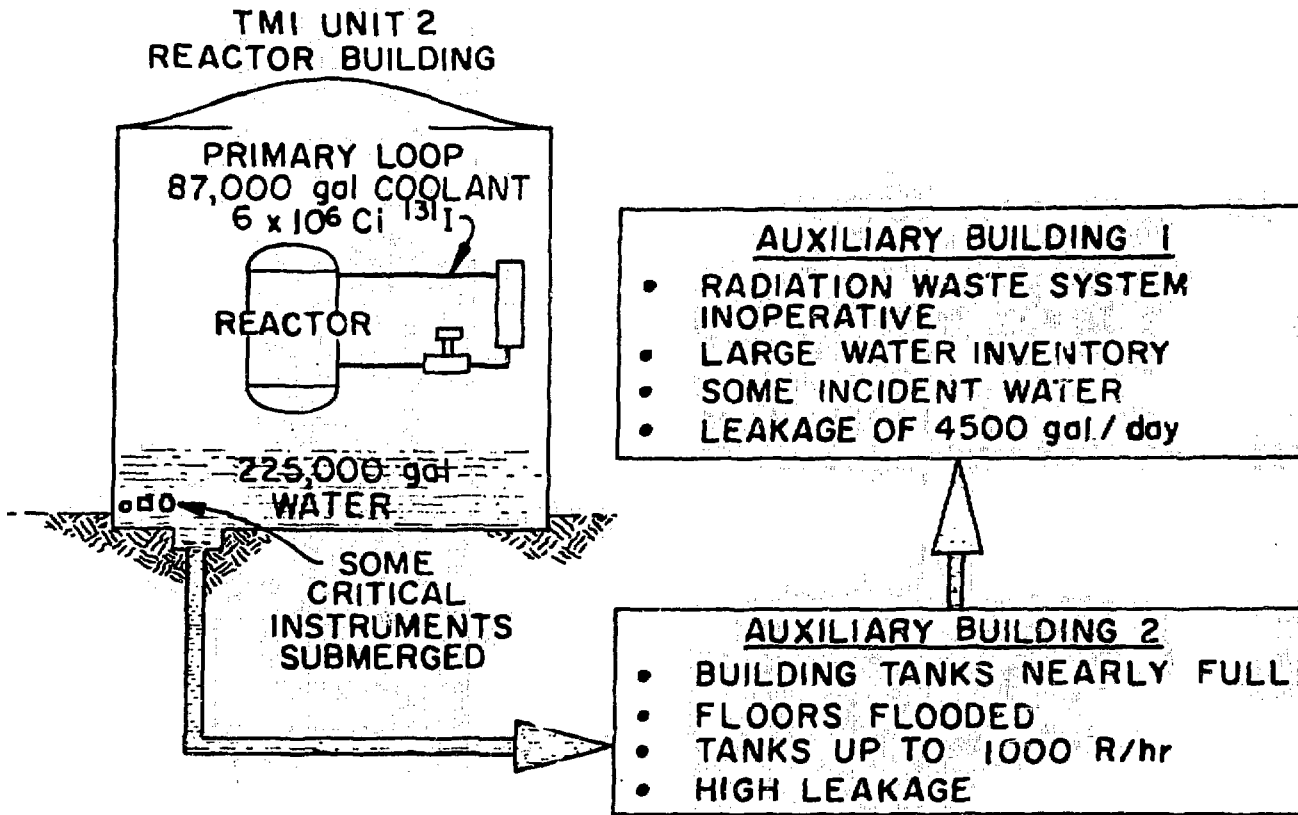 TMI UNIT 2
REACTOR BUILDING
PRIMARY LOOP
87,000 gal COOLANT
6 x 10⁶ Ci ¹³¹I
REACTOR
225,000 gal
WATER
SOME
CRITICAL
INSTRUMENTS
SUBMERGED
AUXILIARY BUILDING 1
• RADIATION WASTE SYSTEM
INOPERATIVE
• LARGE WATER INVENTORY
• SOME INCIDENT WATER
• LEAKAGE OF 4500 gal/day
AUXILIARY BUILDING 2
• BUILDING TANKS NEARLY FULL
• FLOORS FLOODED
• TANKS UP TO 1000 R/hr
• HIGH LEAKAGE